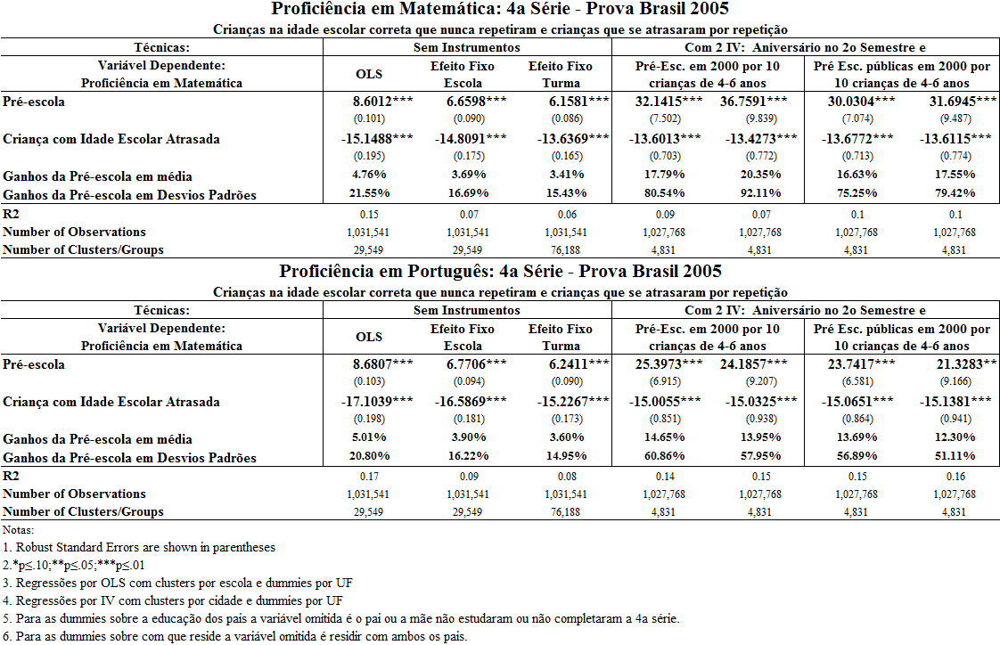 Proficiência em Matemática: 4a Série - Prova Brasil 2005
Crianças na idade escolar correta que nunca repetiram e crianças que se atrasaram por repetição
Técnicas: Sem Instrumentos Com 2 IV: Aniversário no 2o Semestre e
Variável Dependente: Proficiência em Matemática OLS Efeito Fixo Escola Efeito Fixo Turma Pré-Esc. em 2000 por 10 crianças de 4-6 anos Pré Esc. públicas em 2000 por 10 crianças de 4-6 anos
Pré-escola 8.6012*** 6.6598*** 6.1581*** 32.1415*** 36.7591*** 30.0304*** 31.6945***
(0.101) (0.090) (0.086) (7.502) (9.839) (7.074) (9.487)
Criança com Idade Escolar Atrasada -15.1488*** -14.8091*** -13.6369*** -13.6013*** -13.4273*** -13.6772*** -13.6115***
(0.195) (0.175) (0.165) (0.703) (0.772) (0.713) (0.774)
Ganhos da Pré-escola em média 4.76% 3.69% 3.41% 17.79% 20.35% 16.63% 17.55%
Ganhos da Pré-escola em Desvios Padrões 21.55% 16.69% 15.43% 80.54% 92.11% 75.25% 79.42%
R2 0.15 0.07 0.06 0.09 0.07 0.1 0.1
Number of Observations 1,031,541 1,031,541 1,031,541 1,027,768 1,027,768 1,027,768 1,027,768
Number of Clusters/Groups 29,549 29,549 76,188 4,831 4,831 4,831 4,831
Proficiência em Português: 4a Série - Prova Brasil 2005
Crianças na idade escolar correta que nunca repetiram e crianças que se atrasaram por repetição
Técnicas: Sem Instrumentos Com 2 IV: Aniversário no 2o Semestre e
Variável Dependente: Proficiência em Matemática OLS Efeito Fixo Escola Efeito Fixo Turma Pré-Esc. em 2000 por 10 crianças de 4-6 anos Pré Esc. públicas em 2000 por 10 crianças de 4-6 anos
Pré-escola 8.6807*** 6.7706*** 6.2411*** 25.3973*** 24.1857*** 23.7417*** 21.3283**
(0.103) (0.094) (0.090) (6.915) (9.207) (6.581) (9.166)
Criança com Idade Escolar Atrasada -17.1039*** -16.5869*** -15.2267*** -15.0055*** -15.0325*** -15.0651*** -15.1381***
(0.198) (0.181) (0.173) (0.851) (0.938) (0.864) (0.941)
Ganhos da Pré-escola em média 5.01% 3.90% 3.60% 14.65% 13.95% 13.69% 12.30%
Ganhos da Pré-escola em Desvios Padrões 20.80% 16.22% 14.95% 60.86% 57.95% 56.89% 51.11%
R2 0.17 0.09 0.08 0.14 0.15 0.15 0.16
Number of Observations 1,031,541 1,031,541 1,031,541 1,027,768 1,027,768 1,027,768 1,027,768
Number of Clusters/Groups 29,549 29,549 76,188 4,831 4,831 4,831 4,831
Notas:
1. Robust Standard Errors are shown in parentheses
2.*p≤.10;**p≤.05;***p≤.01
3. Regressões por OLS com clusters por escola e dummies por UF
4. Regressões por IV com clusters por cidade e dummies por UF
5. Para as dummies sobre a educação dos pais a variável omitida é o pai ou a mãe não estudaram ou não completaram a 4a série.
6. Para as dummies sobre com que reside a variável omitida é residir com ambos os pais.